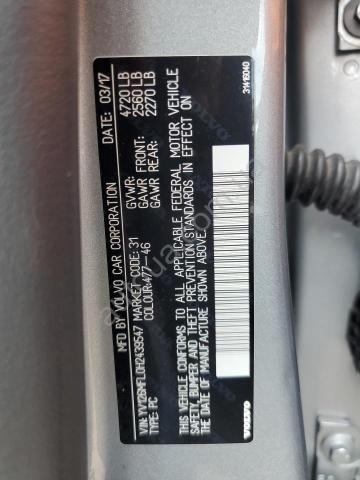 MFD BY VOLVO CAR CORPORATION DATE: 03/17
GVWR: 4720 LB
GAWR FRONT: 2560 LB
GAWR REAR: 2270 LB
MARKET CODE: 31
COLOUR: 477-46
VIN: YV126MFL0H2439547
TYPE: PC
THIS VEHICLE CONFORMS TO ALL APPLICABLE FEDERAL MOTOR VEHICLE
SAFETY, BUMPER AND THEFT PREVENTION STANDARDS IN EFFECT ON
THE DATE OF MANUFACTURE SHOWN ABOVE.
VOLVO
31416040